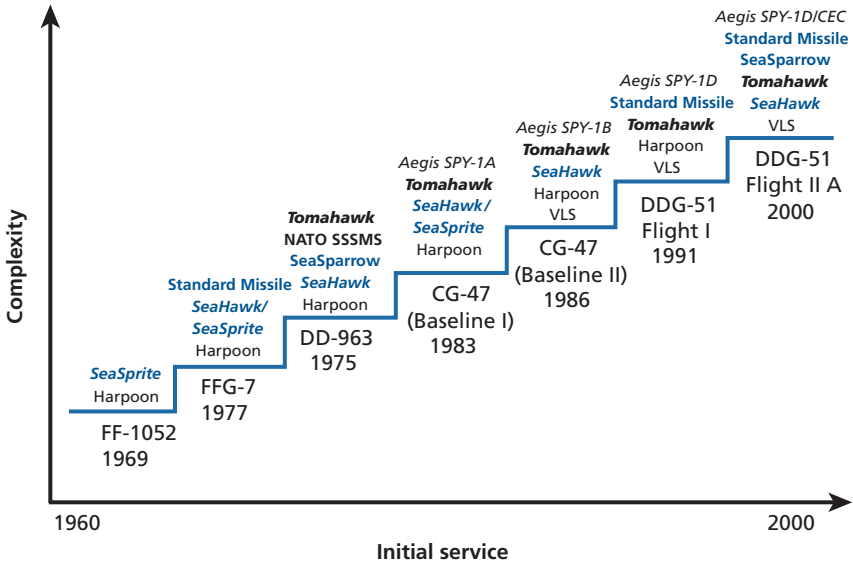 Complexity
SeaSprite
Harpoon
FF-1052
1969
Standard Missile
SeaHawk/
SeaSprite
Harpoon
FFG-7
1977
Tomahawk
NATO SSSMS
SeaSparrow
SeaHawk
Harpoon
DD-963
1975
Aegis SPY-1A
Tomahawk
SeaHawk/
SeaSprite
Harpoon
CG-47
(Baseline I)
1983
Aegis SPY-1B
Tomahawk
SeaHawk
Harpoon
VLS
CG-47
(Baseline II)
1986
Aegis SPY-1D
Standard Missile
Tomahawk
Harpoon
VLS
DDG-51
Flight I
1991
Aegis SPY-1D/CEC
Standard Missile
SeaSparrow
Tomahawk
SeaHawk
VLS
DDG-51
Flight II A
2000
1960
2000
Initial service